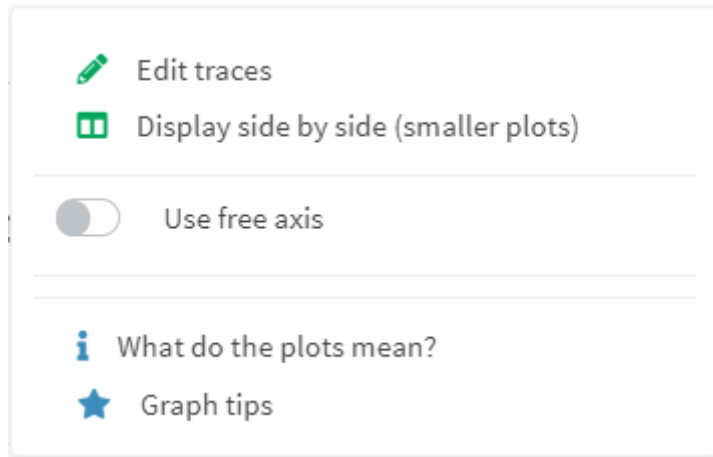 Edit traces
Display side by side (smaller plots)
Use free axis
What do the plots mean?
Graph tips